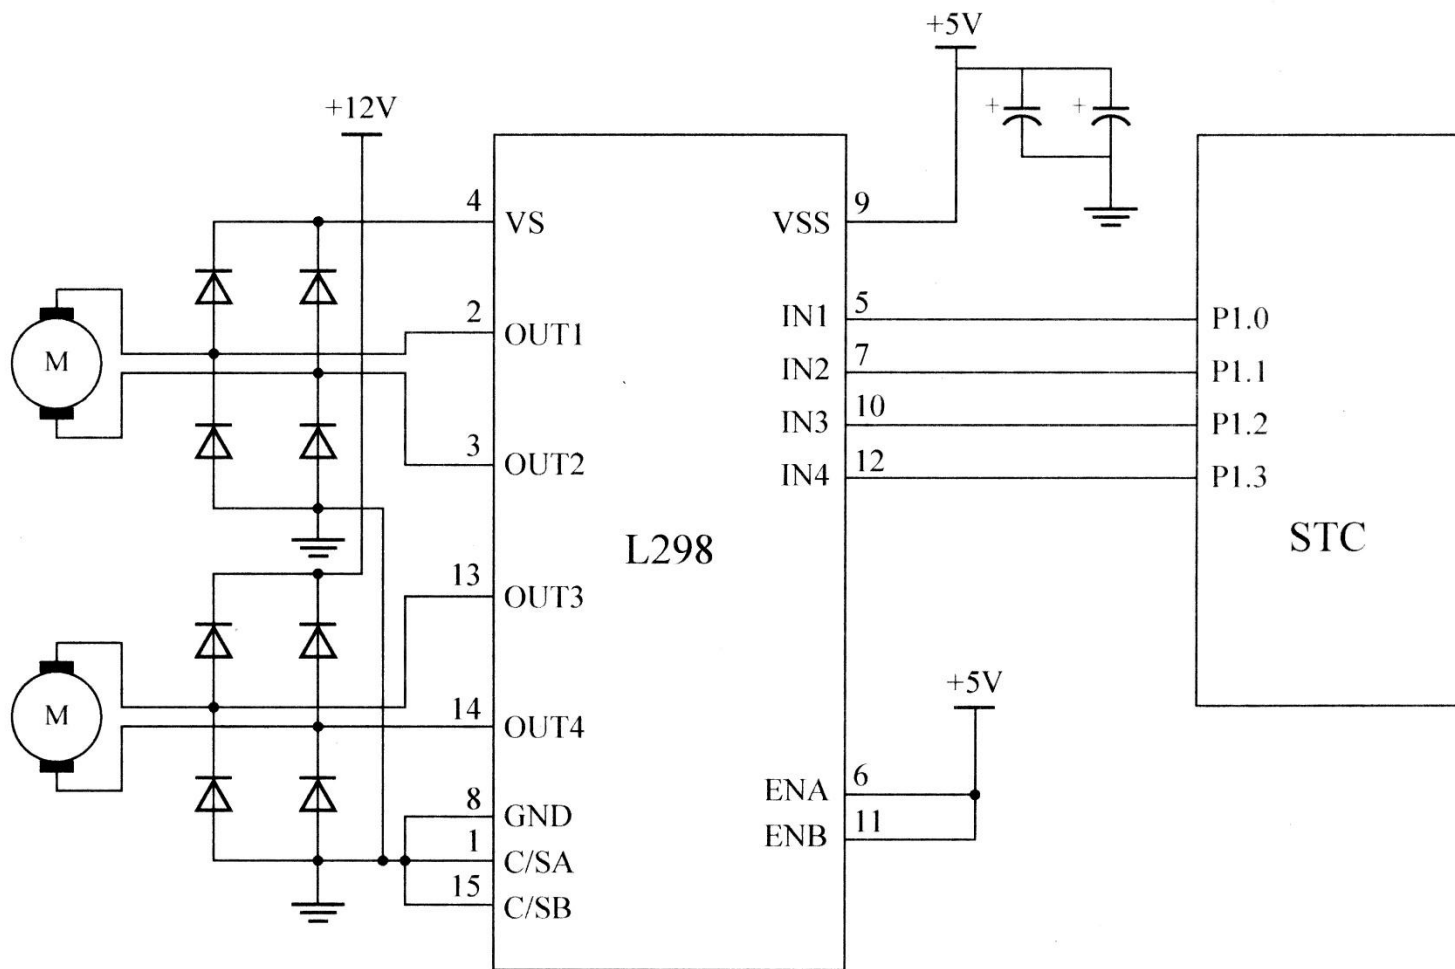 +5V
+12V
+ +
4 VS
VSS 9
2 OUT1
IN1 5 P1.0
M
IN2 7 P1.1
IN3 10 P1.2
3 OUT2
IN4 12 P1.3
L298
STC
13 OUT3
+5V
M
14 OUT4
ENA 6
8 GND
ENB 11
1 C/SA
15 C/SB